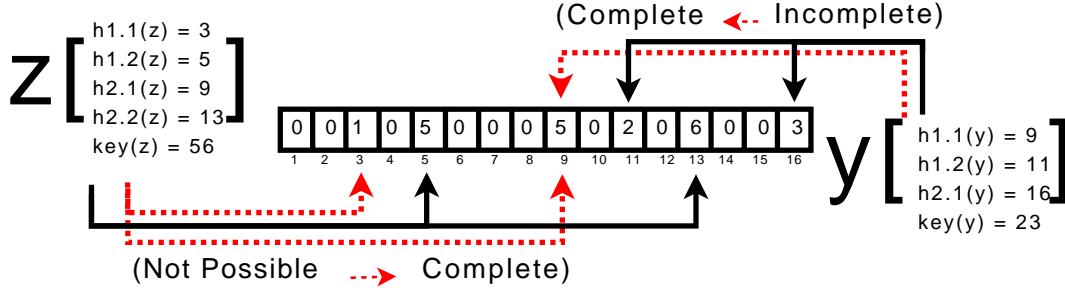 (Complete Incomplete)
z
h1.1(z) = 3
h1.2(z) = 5
h2.1(z) = 9
h2.2(z) = 13
key(z) = 56
0 0 1 0 5 0 0 0 5 0 2 0 6 0 0 3
1 2 3 4 5 6 7 8 9 10 11 12 13 14 15 16
y
h1.1(y) = 9
h1.2(y) = 11
h2.1(y) = 16
key(y) = 23
(Not Possible Complete)